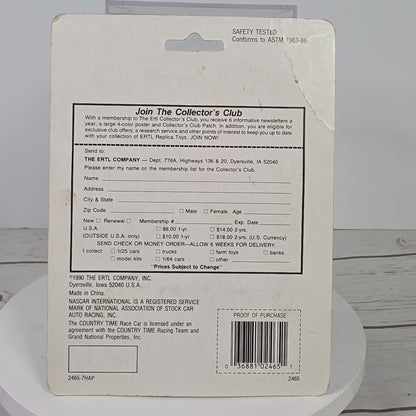 SAFETY TESTED
Conforms to ASTM F963-86
Join The Collector's Club
With a membership to The Ertl Collector's Club, you receive 6 informative newsletters a
year, a large 4-color poster and Collector's Club Patch. In addition, you are eligible for
exclusive club offers, a research service and other points of interest to keep you up to date
with your collection of ERTL Replica Toys. JOIN NOW!
Send to:
THE ERTL COMPANY — Dept. 776A, Highways 136 & 20, Dyersville, IA 52040
Please enter my name on the membership list for the Collector's Club.
Name
Address
City & State
Zip Code □ Male □ Female Age
New □ Renewal □ Membership # Exp. Date
U.S.A. □ $8.00 1-yr. □ $14.00 2-yrs.
(OUTSIDE U.S.A. only) □ $10.00 1-yr. □ $18.00 2-yrs. (U.S. Currency)
SEND CHECK OR MONEY ORDER—ALLOW 6 WEEKS FOR DELIVERY.
I collect: □ 1/25 cars □ trucks □ farm toys □ banks
□ model kits □ 1/64 cars □ other
"Prices Subject to Change"
©1990 THE ERTL COMPANY, INC.
Dyersville, Iowa 52040 U.S.A.
Made in China.
NASCAR INTERNATIONAL IS A REGISTERED SERVICE
MARK OF NATIONAL ASSOCIATION OF STOCK CAR
AUTO RACING, INC.
The COUNTRY TIME Race Car is licensed under an
agreement with the COUNTRY TIME Racing Team and
Grand National Properties, Inc.
PROOF OF PURCHASE
0 36881 02465 1
2465-7HAP
2465